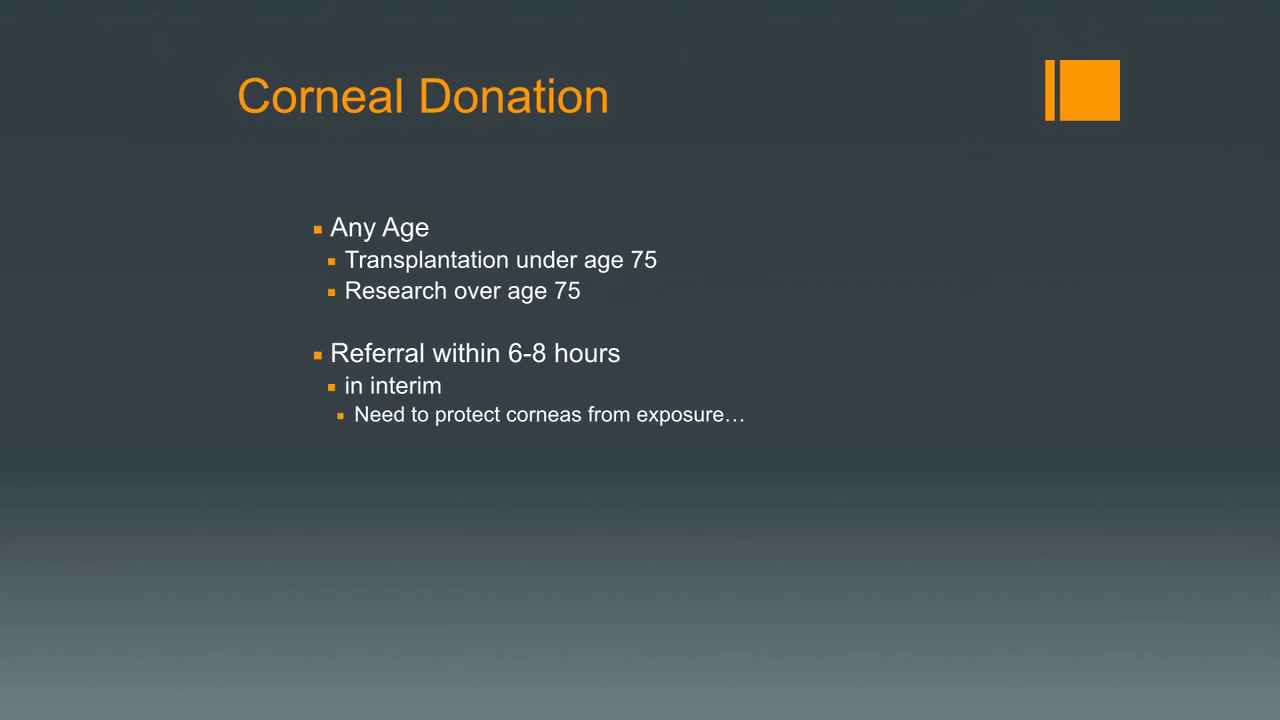 Corneal Donation
Any Age
Transplantation under age 75
Research over age 75
Referral within 6-8 hours
in interim
Need to protect corneas from exposure…